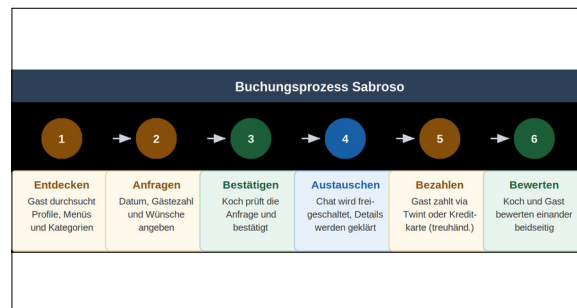 Buchungsprozess Sabroso
1
2
3
4
5
6
Entdecken
Gast durchsucht
Profile, Menüs
und Kategorien
Anfragen
Datum, Gästezahl
und Wünsche
angeben
Bestätigen
Koch prüft die
Anfrage und
bestätigt
Austauschen
Chat wird frei-
geschaltet, Details
werden geklärt
Bezahlen
Gast zahlt via
Twint oder Kredit-
karte (treuhänd.)
Bewerten
Koch und Gast
bewerten einander
beidseitig